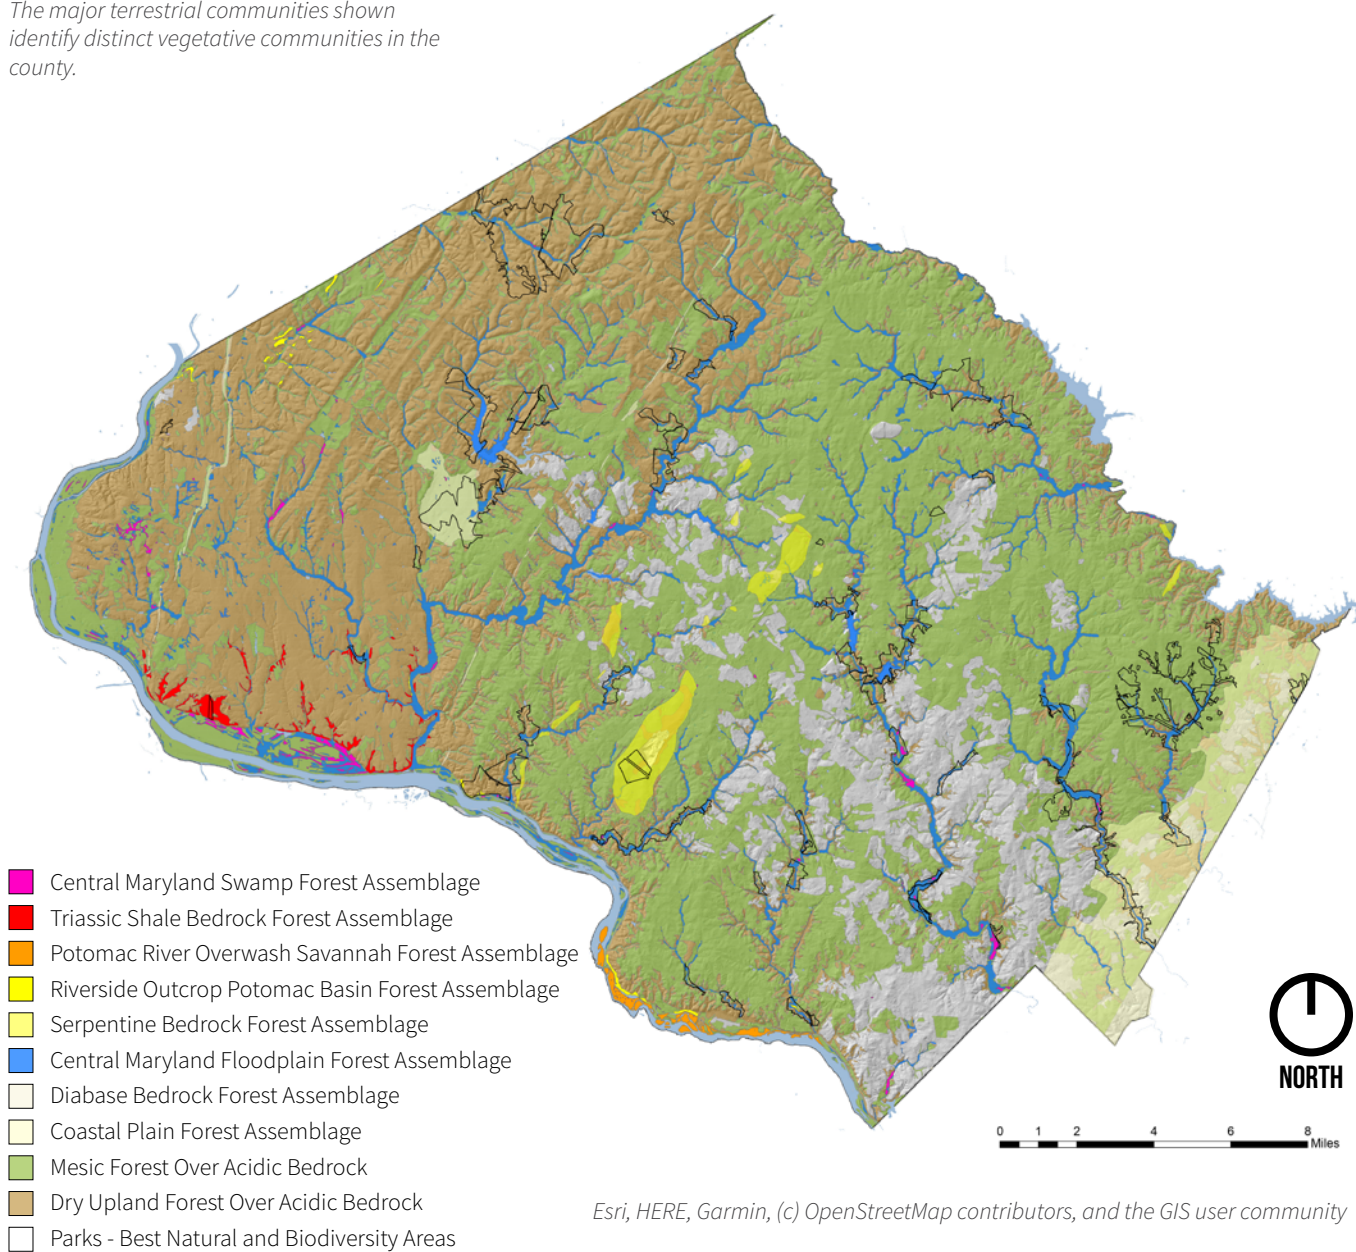 The major terrestrial communities shown
identify distinct vegetative communities in the
county.
Central Maryland Swamp Forest Assemblage
Triassic Shale Bedrock Forest Assemblage
Potomac River Overwash Savannah Forest Assemblage
Riverside Outcrop Potomac Basin Forest Assemblage
Serpentine Bedrock Forest Assemblage
Central Maryland Floodplain Forest Assemblage
Diabase Bedrock Forest Assemblage
Coastal Plain Forest Assemblage
Mesic Forest Over Acidic Bedrock
Dry Upland Forest Over Acidic Bedrock
Parks - Best Natural and Biodiversity Areas
NORTH
0 1 2 4 6 8
Miles
Esri, HERE, Garmin, (c) OpenStreetMap contributors, and the GIS user community